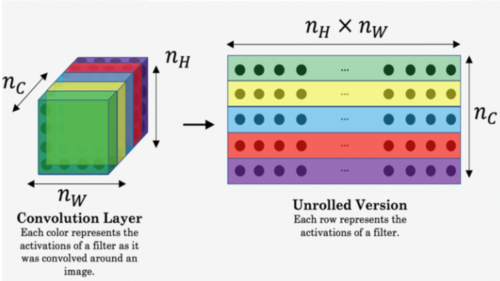 n_H × n_W
n_C
n_H
n_W
n_C
...
...
...
...
...
Convolution Layer
Each color represents the
activations of a filter as it
was convolved around an
image.
Unrolled Version
Each row represents the
activations of a filter.